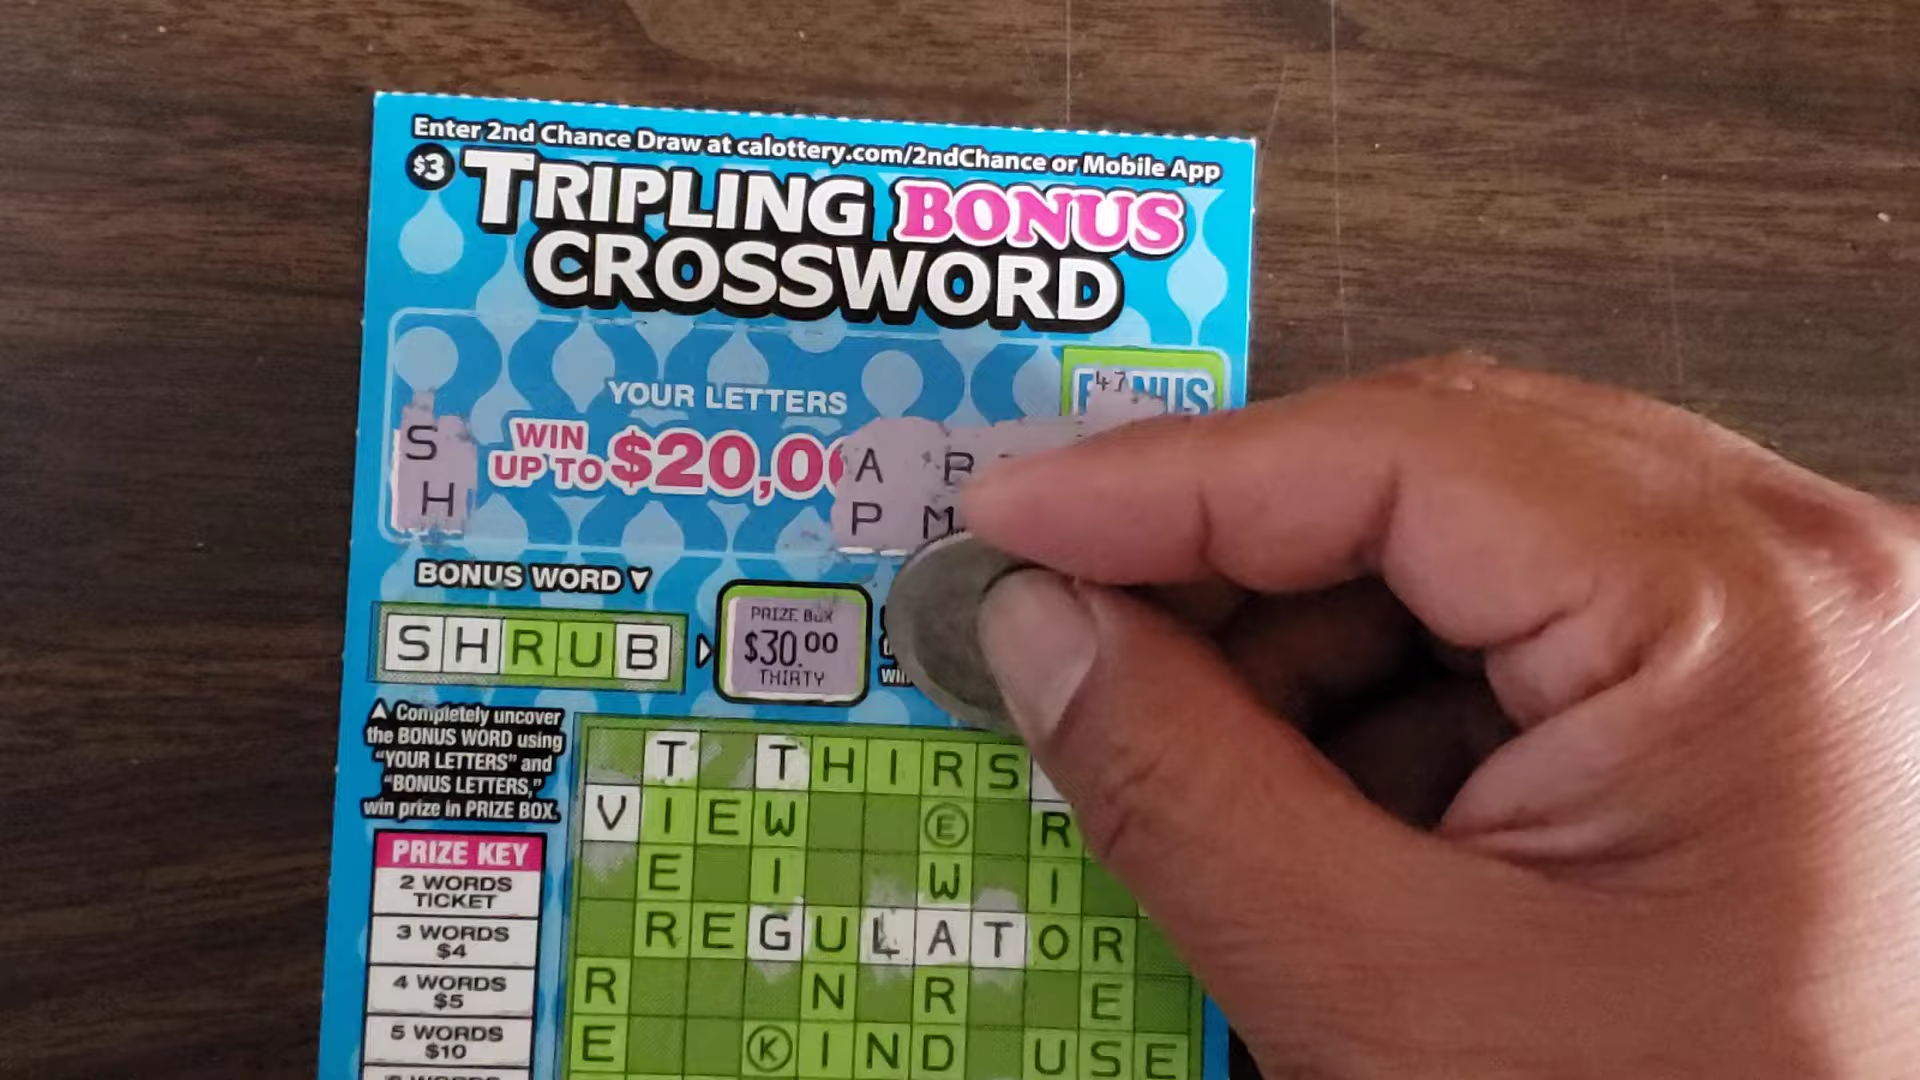 Enter 2nd Chance Draw at calottery.com/2ndChance or Mobile App
$3 TRIPLING BONUS
CROSSWORD
YOUR LETTERS
47
S
WIN
UP TO $20,0
A
H
P M
BONUS WORD ▼
SHRUB
PRIZE BOX
$30.00
THIRTY
▲ Completely uncover
the BONUS WORD using
"YOUR LETTERS" and
"BONUS LETTERS,"
win prize in PRIZE BOX.
PRIZE KEY
2 WORDS
TICKET
3 WORDS
$4
4 WORDS
$5
5 WORDS
$10
T T H I R S
V I E W E R
E I W I
R E G U L A T O R
R N R E
E K I N D U S E